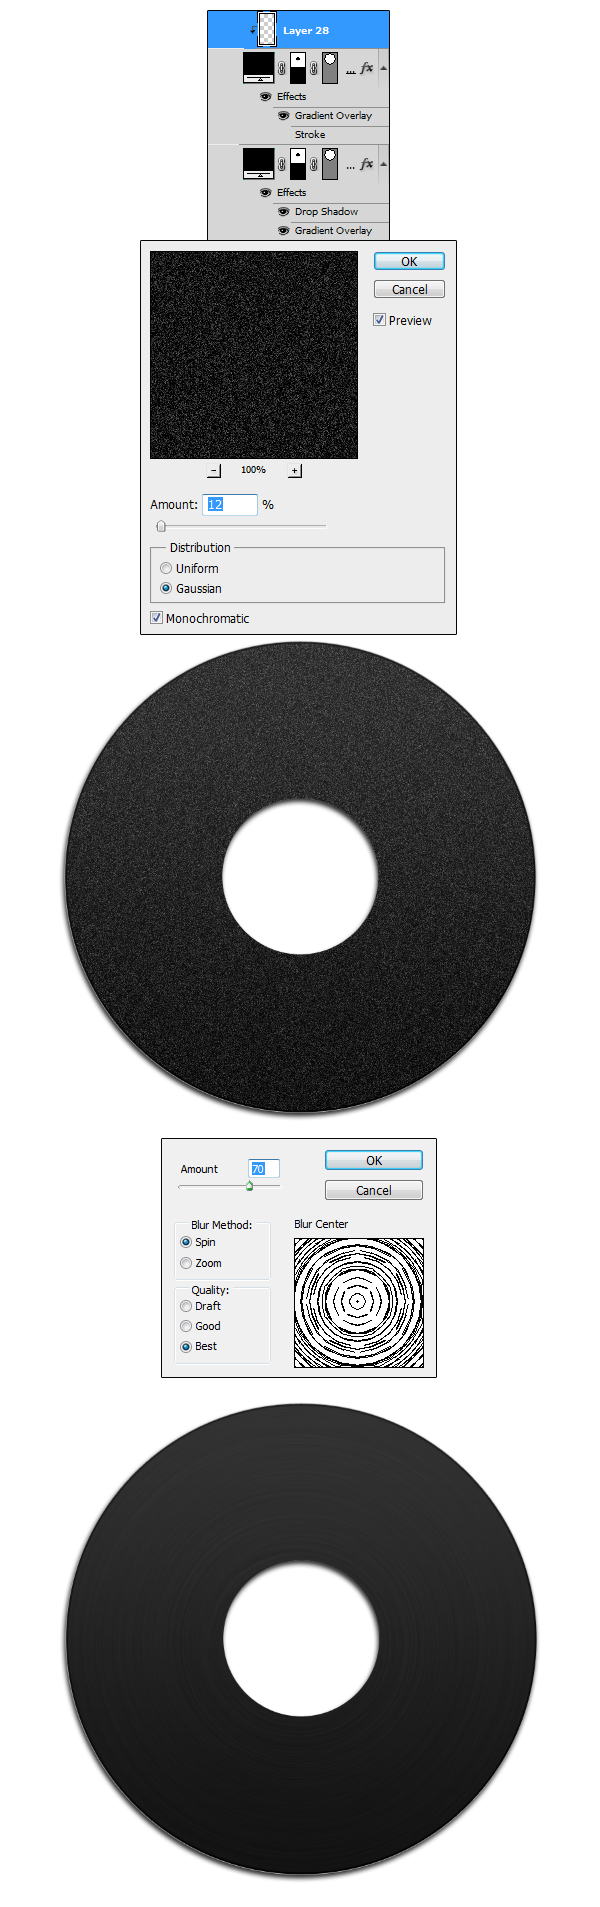 Layer 28
... fx
Effects
Gradient Overlay
Stroke
... fx
Effects
Drop Shadow
Gradient Overlay
OK
Cancel
Preview
− 100% +
Amount: 12 %
Distribution
Uniform
Gaussian
Monochromatic
Amount 70
OK
Cancel
Blur Method:
Spin
Zoom
Quality:
Draft
Good
Best
Blur Center